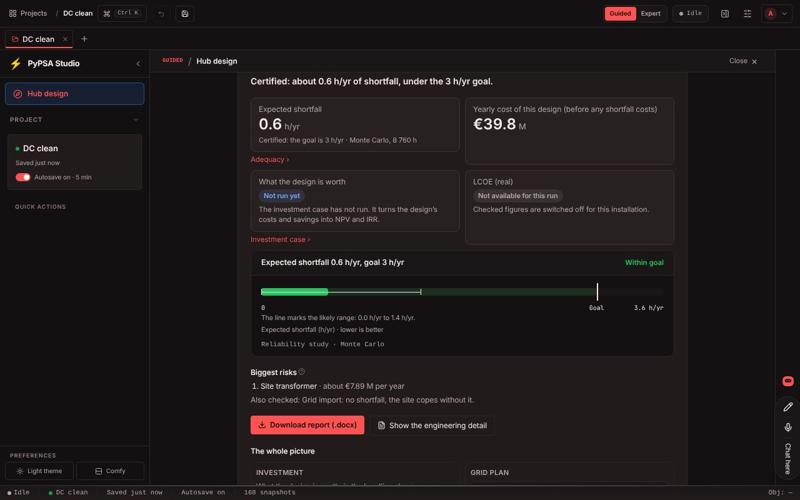 Projects / DC clean Ctrl K Guided Expert Idle A
DC clean
PyPSA Studio
GUIDED / Hub design Close
Hub design
PROJECT
DC clean
Saved just now
Autosave on · 5 min
QUICK ACTIONS
Certified: about 0.6 h/yr of shortfall, under the 3 h/yr goal.
Expected shortfall
0.6 h/yr
Certified: the goal is 3 h/yr · Monte Carlo, 8 760 h
Adequacy ›
Yearly cost of this design (before any shortfall costs)
€39.8 M
What the design is worth
Not run yet
The investment case has not run. It turns the design's
costs and savings into NPV and IRR.
Investment case ›
LCOE (real)
Not available for this run
Checked figures are switched off for this installation.
Expected shortfall 0.6 h/yr, goal 3 h/yr Within goal
0 Goal 3.6 h/yr
The line marks the likely range: 0.0 h/yr to 1.4 h/yr.
Expected shortfall (h/yr) · lower is better
Reliability study · Monte Carlo
Biggest risks
1. Site transformer · about €7.89 M per year
Also checked: Grid import: no shortfall, the site copes without it.
Download report (.docx) Show the engineering detail
The whole picture
INVESTMENT GRID PLAN
Chat here
PREFERENCES
Light theme Comfy
Idle DC clean Saved just now Autosave on 168 snapshots Obj: —